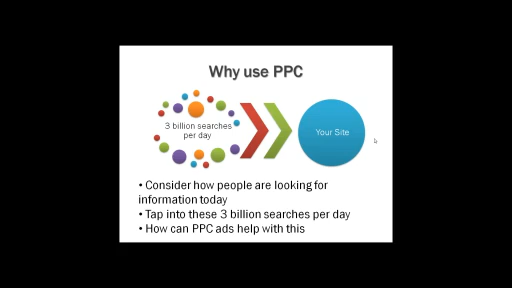 Why use PPC
3 billion searches
per day
Your Site
• Consider how people are looking for
information today
• Tap into these 3 billion searches per day
• How can PPC ads help with this